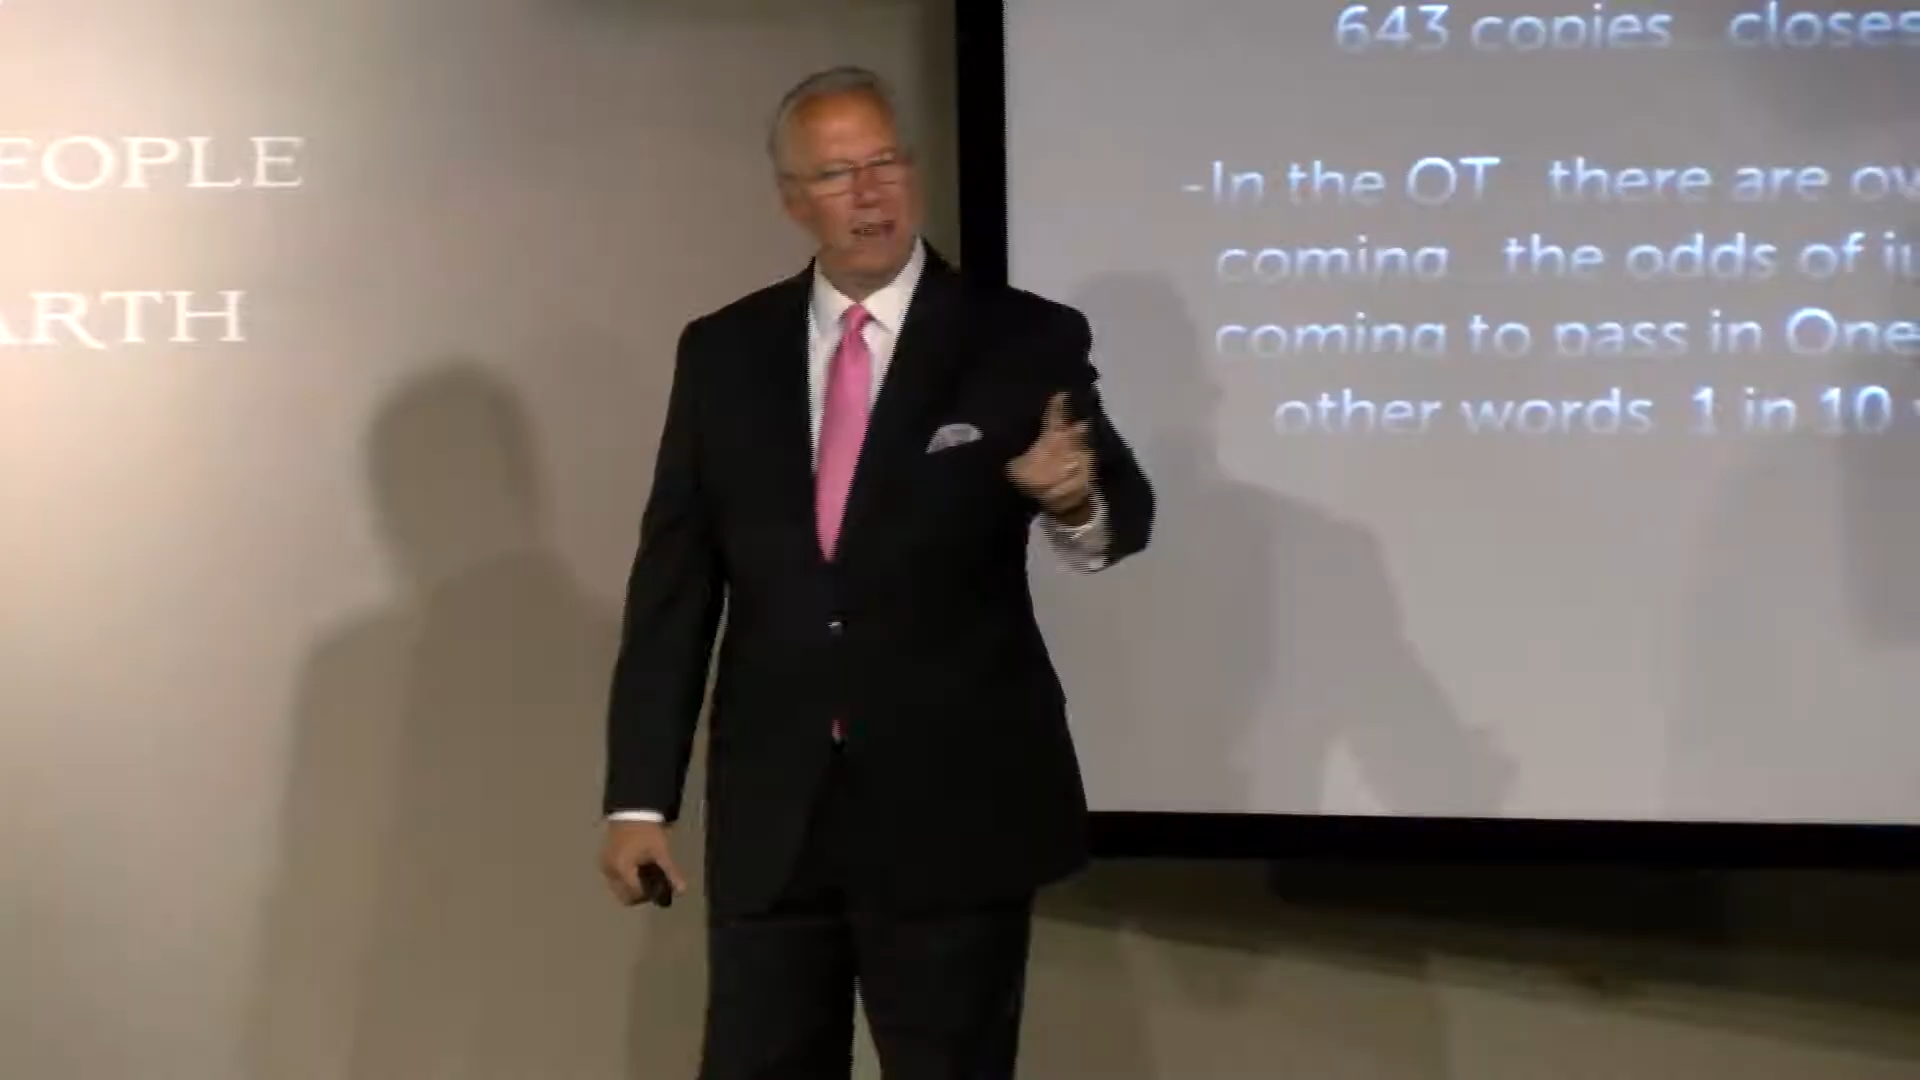 EOPLE
ARTH
643 copies closes
-In the OT there are ov
coming the odds of ju
coming to pass in One
other words 1 in 10